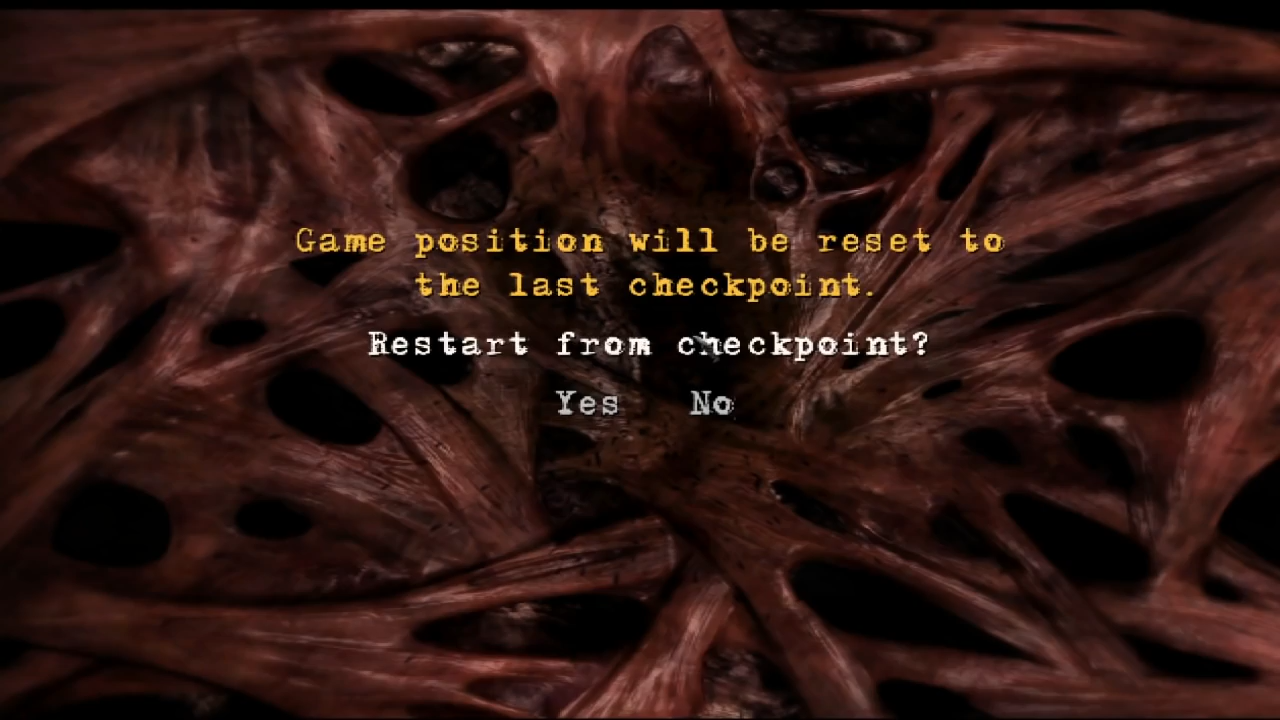 Game position will be reset to
the last checkpoint.
Restart from checkpoint?
Yes No